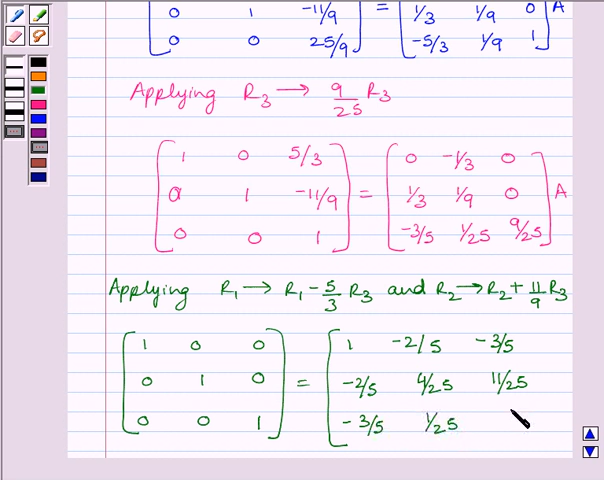 0 1 -11/9 = 1/3 1/9 0 A
0 0 25/9 -5/3 1/9 1
Applying R3 → 9/25 R3
1 0 5/3 0 -1/3 0
0 1 -11/9 = 1/3 1/9 0 A
0 0 1 -3/5 1/25 9/25
Applying R1 → R1 - 5/3 R3 and R2 → R2 + 11/9 R3
1 0 0 1 -2/5 -3/5
0 1 0 = -2/5 4/25 11/25
0 0 1 -3/5 1/25